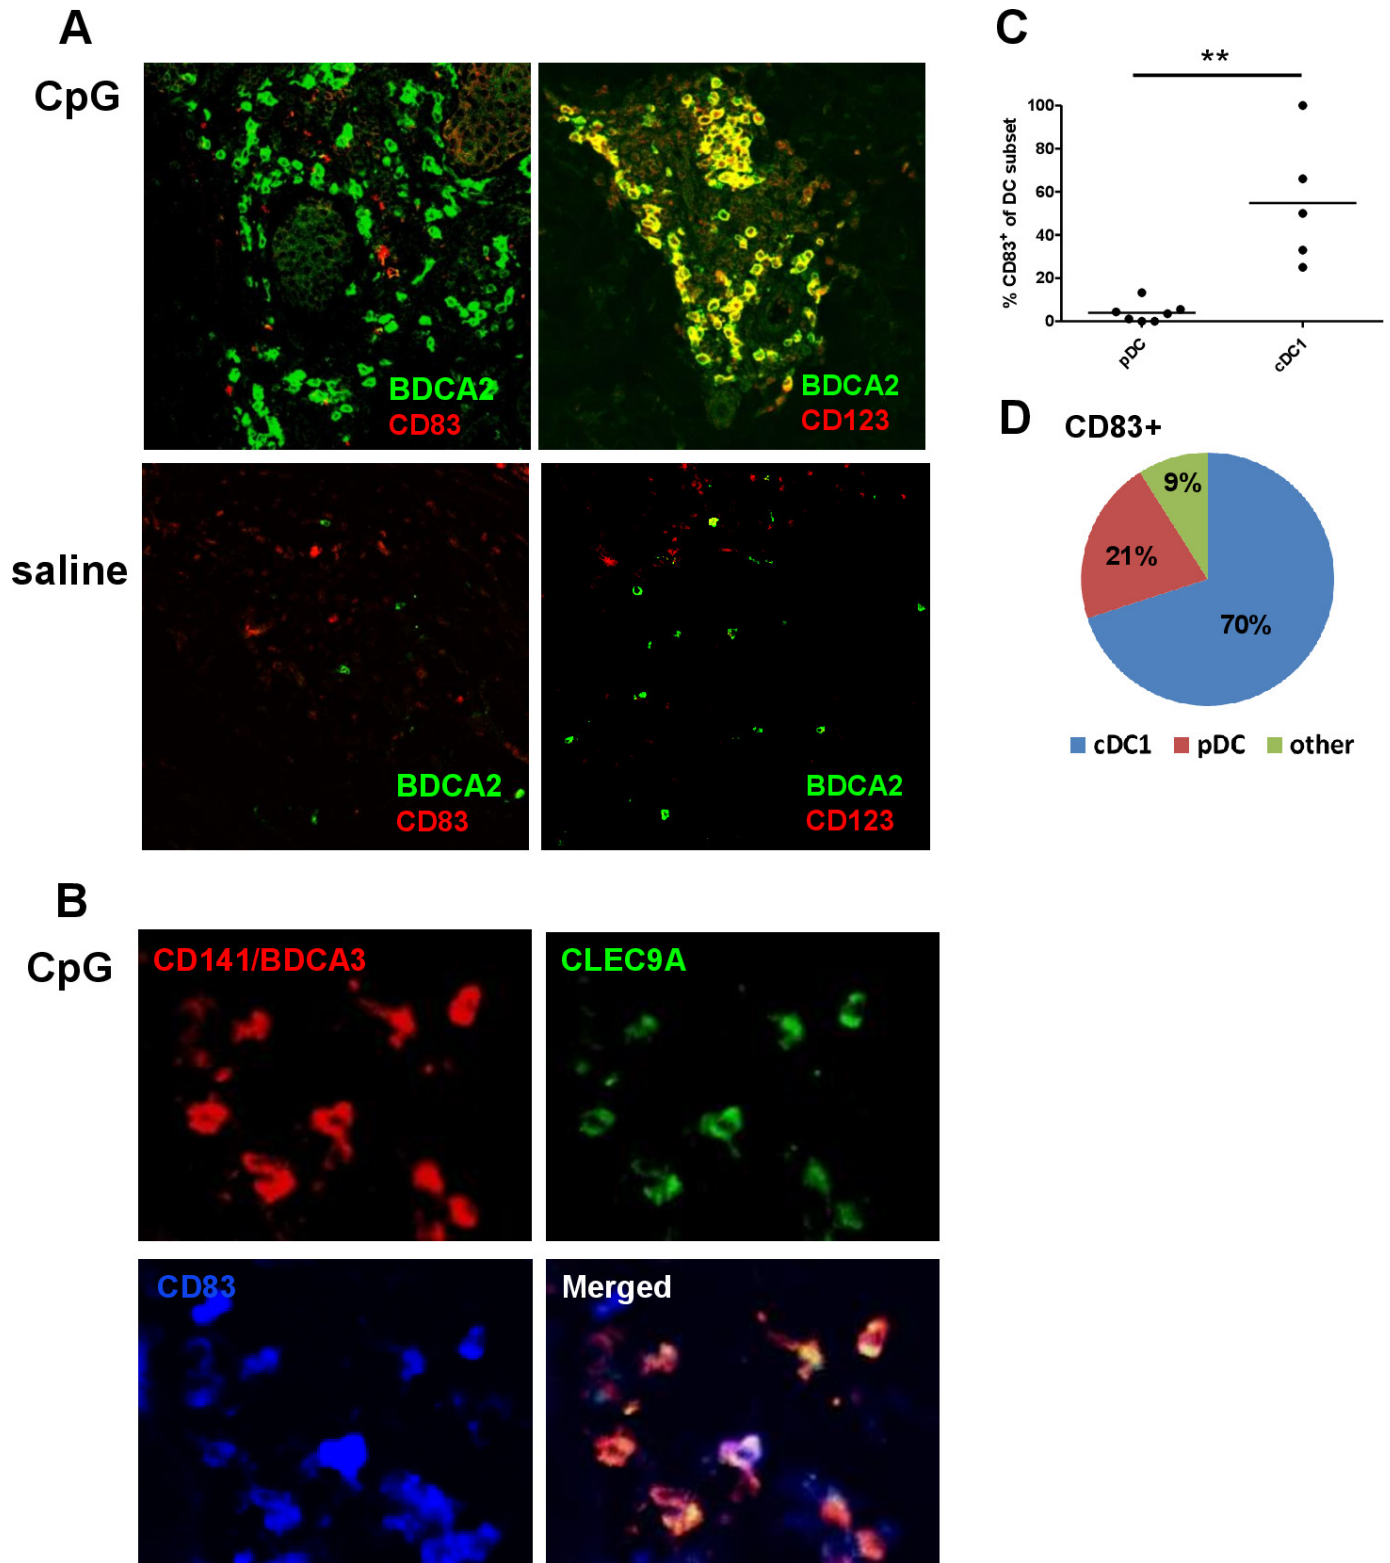 A
CpG
BDCA2
CD83
BDCA2
CD123
saline
BDCA2
CD83
BDCA2
CD123
B
CpG
CD141/BDCA3
CLEC9A
CD83
Merged
C
**
% CD83+ of DC subset
100
80
60
40
20
0
pDC
cDC1
D
CD83+
9%
21%
70%
cDC1 pDC other